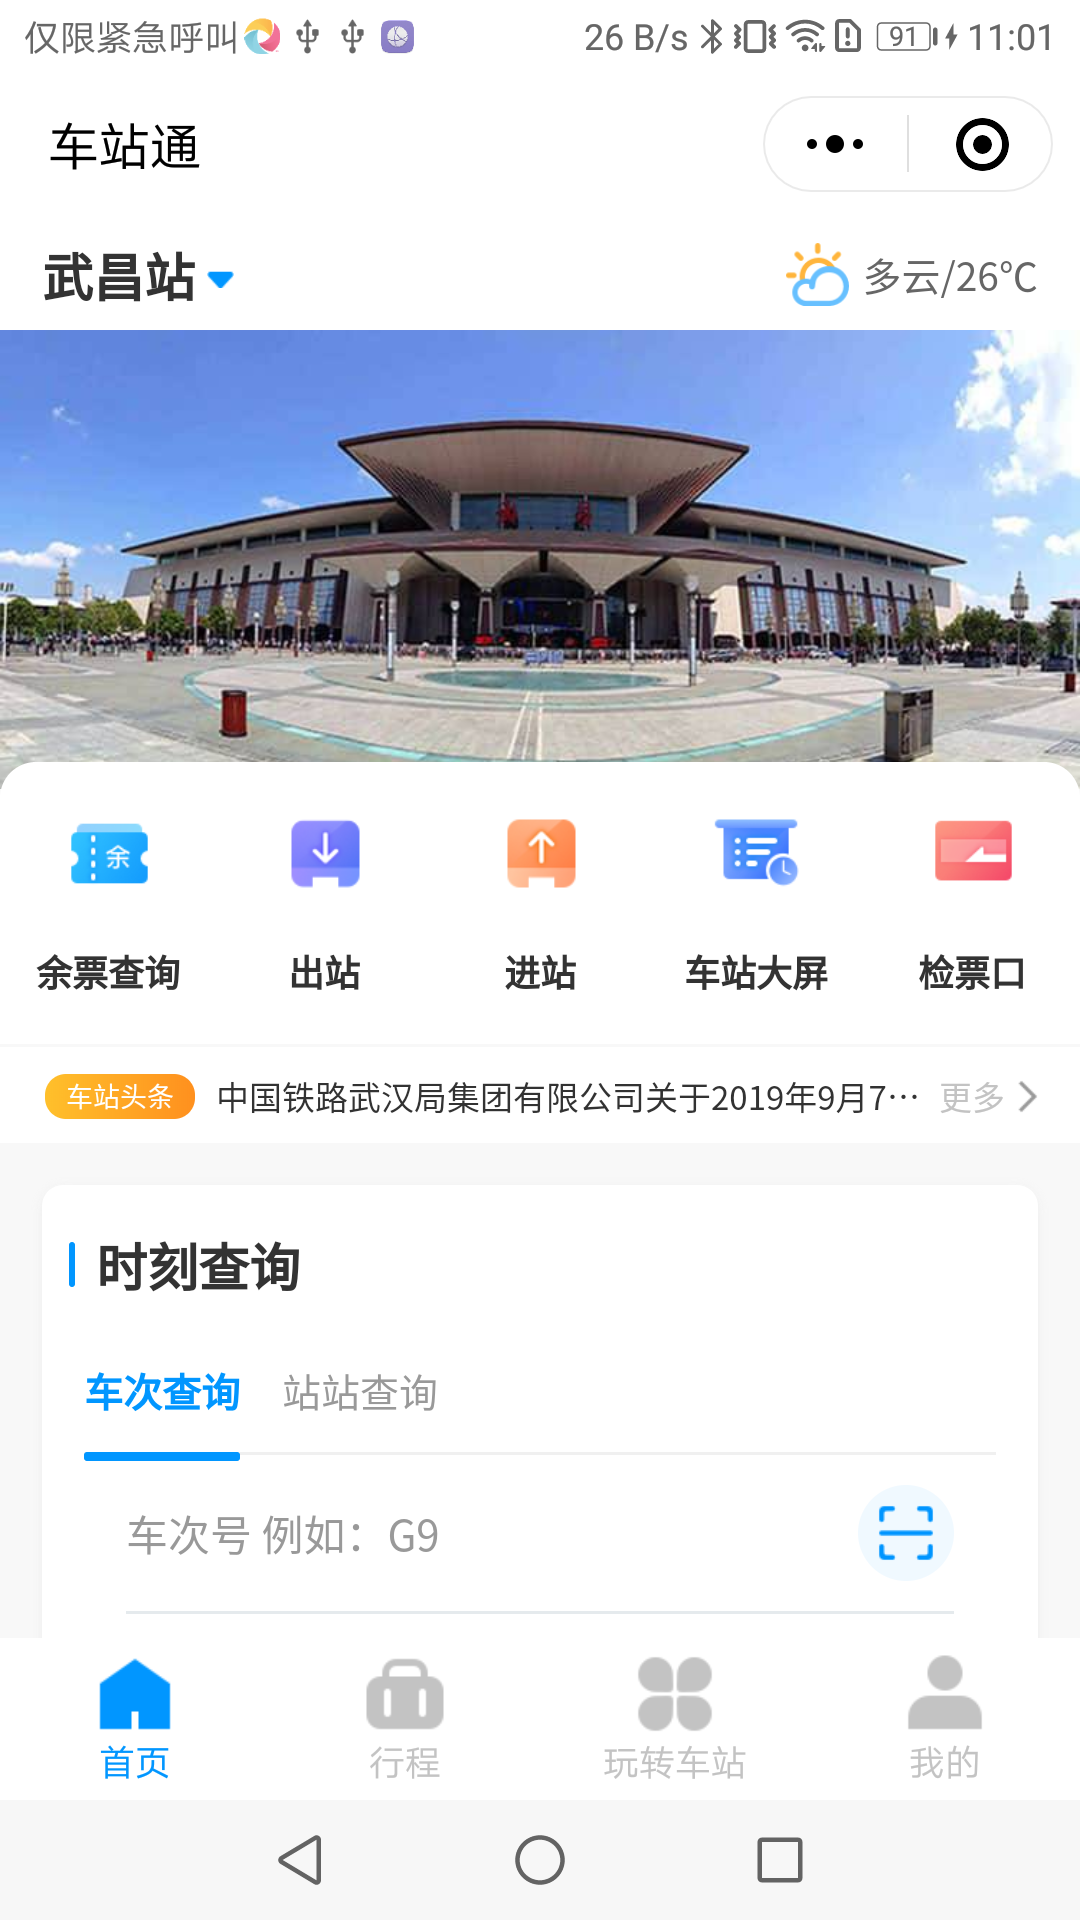 仅限紧急呼叫 26 B/s 91 11:01
车站通
武昌站 多云/26℃
余
余票查询 出站 进站 车站大屏 检票口
车站头条 中国铁路武汉局集团有限公司关于2019年9月7… 更多
时刻查询
车次查询 站站查询
车次号 例如：G9
首页 行程 玩转车站 我的